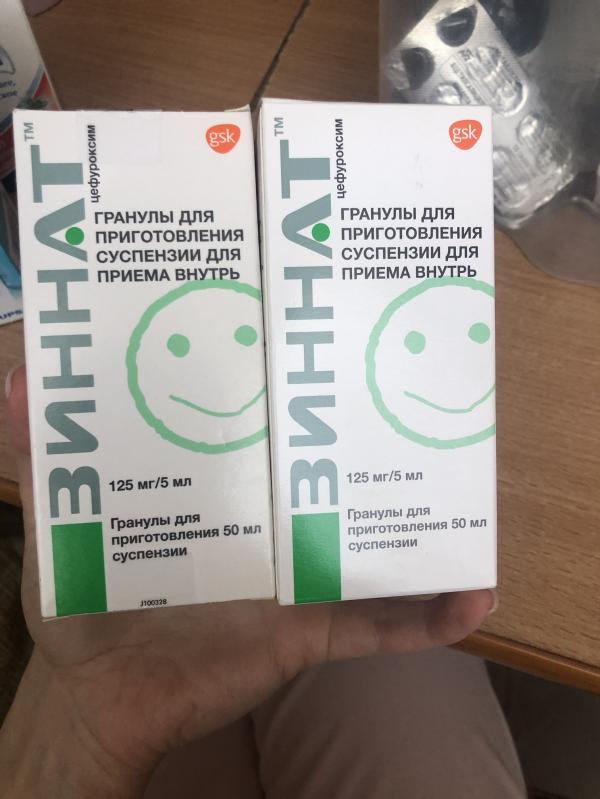 ЗИННАТ™
цефуроксим
gsk
ГРАНУЛЫ ДЛЯ
ПРИГОТОВЛЕНИЯ
СУСПЕНЗИИ ДЛЯ
ПРИЕМА ВНУТРЬ
125 мг/5 мл
Гранулы для
приготовления 50 мл
суспензии
J100328
ЗИННАТ™
цефуроксим
gsk
ГРАНУЛЫ ДЛЯ
ПРИГОТОВЛЕНИЯ
СУСПЕНЗИИ ДЛЯ
ПРИЕМА ВНУТРЬ
125 мг/5 мл
Гранулы для
приготовления 50 мл
суспензии